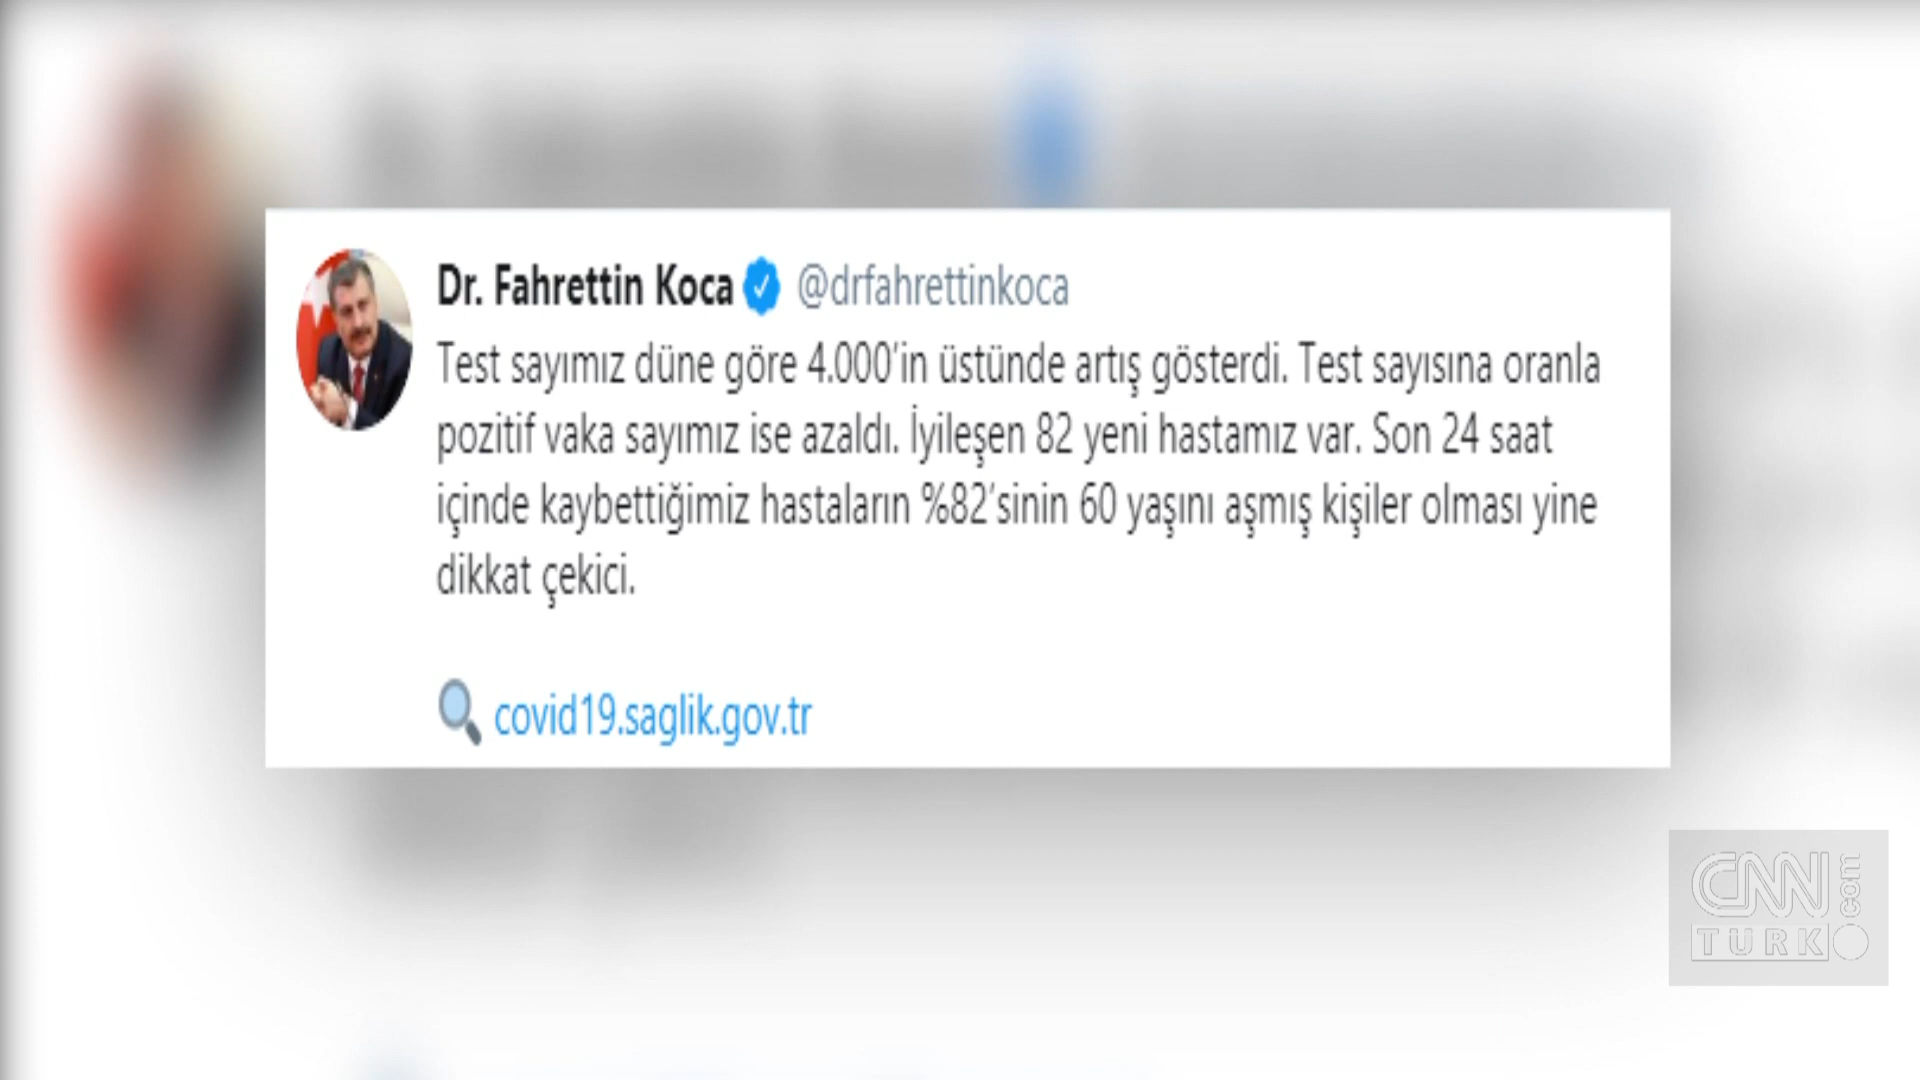 Dr. Fahrettin Koca @drfahrettinkoca
Test sayımız düne göre 4.000'in üstünde artış gösterdi. Test sayısına oranla
pozitif vaka sayımız ise azaldı. İyileşen 82 yeni hastamız var. Son 24 saat
içinde kaybettiğimiz hastaların %82'sinin 60 yaşını aşmış kişiler olması yine
dikkat çekici.
covid19.saglik.gov.tr
CNN
TÜRK
.com